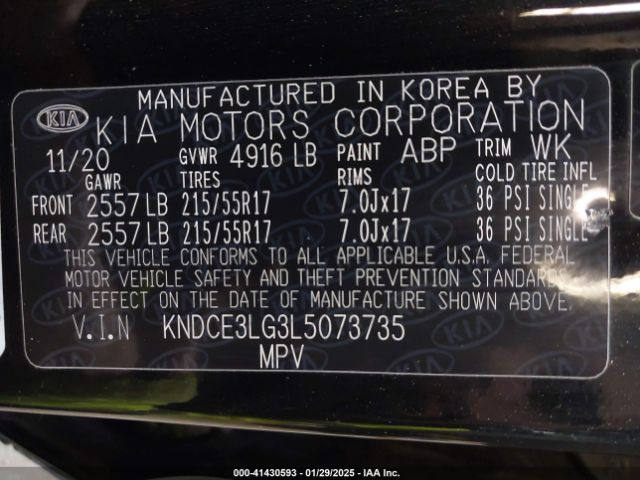 MANUFACTURED IN KOREA BY
KIA KIA MOTORS CORPORATION
11/20 GVWR 4916 LB PAINT ABP TRIM WK
GAWR TIRES RIMS COLD TIRE INFL
FRONT 2557 LB 215/55R17 7.0Jx17 36 PSI SINGLE
REAR 2557 LB 215/55R17 7.0Jx17 36 PSI SINGLE
THIS VEHICLE CONFORMS TO ALL APPLICABLE U.S.A. FEDERAL
MOTOR VEHICLE SAFETY AND THEFT PREVENTION STANDARDS
IN EFFECT ON THE DATE OF MANUFACTURE SHOWN ABOVE.
V.I.N KNDCE3LG3L5073735
MPV
000-41430593 - 01/29/2025 - IAA Inc.